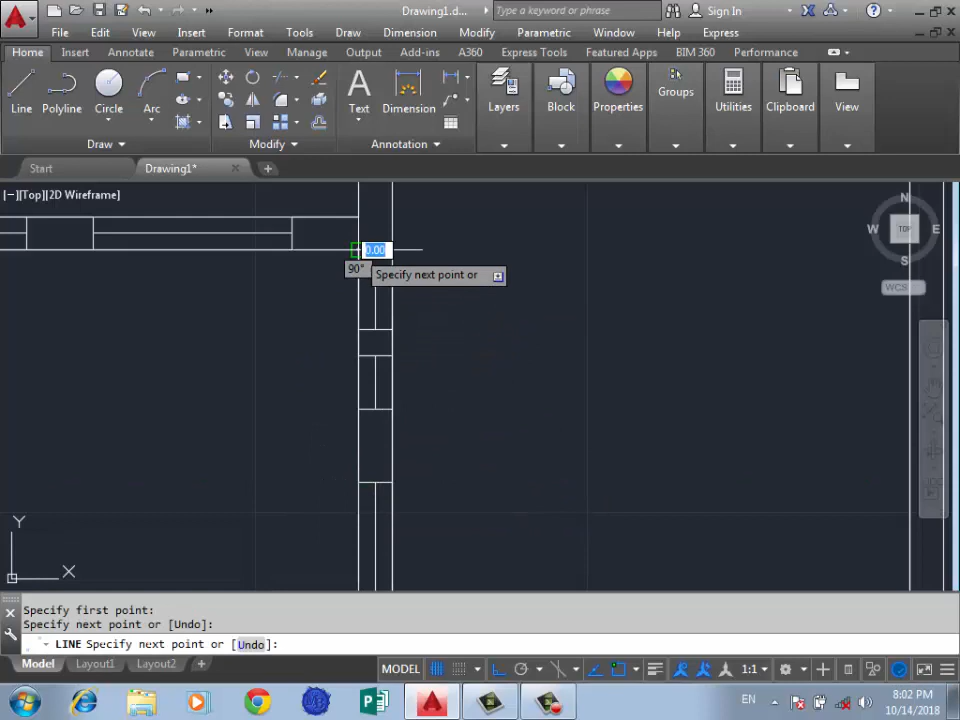 Drawing1.d...
Type a keyword or phrase
Sign In
File Edit View Insert Format Tools Draw Dimension Modify Parametric Window Help Express
Home Insert Annotate Parametric View Manage Output Add-ins A360 Express Tools Featured Apps BIM 360 Performance
Line Polyline Circle Arc Text Dimension Layers Block Properties Groups Utilities Clipboard View
Draw Modify Annotation
Start Drawing1*
[−][Top][2D Wireframe]
N
W TOP E
S
WCS
0.00
90°
Specify next point or
Y
X
Specify first point:
Specify next point or [Undo]:
LINE Specify next point or [Undo]:
Model Layout1 Layout2 + MODEL 1:1
EN
8:02 PM
10/14/2018